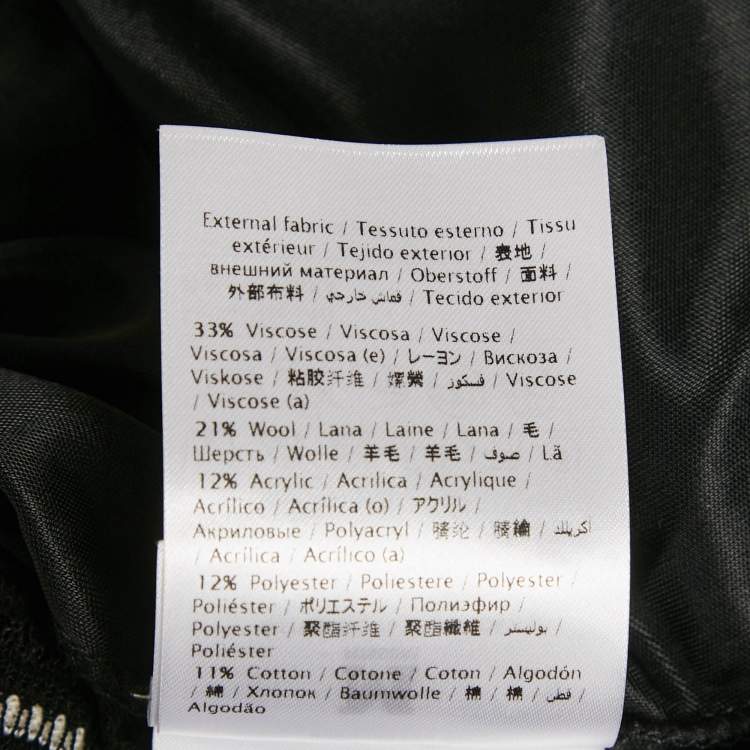 External fabric / Tessuto esterno / Tissu
extérieur / Tejido exterior / 表地 /
внешний материал / Oberstoff / 面料 /
外部布料 / قماش خارجي / Tecido exterior
33% Viscose / Viscosa / Viscose /
Viscosa / Viscosa (e) / レーヨン / Вискоза /
Viskose / 粘胶纤维 / 嫘縈 / فسكوز / Viscose
/ Viscose (a)
21% Wool / Lana / Laine / Lana / 毛 /
Шерсть / Wolle / 羊毛 / 羊毛 / صوف / Lã
12% Acrylic / Acrilica / Acrylique /
Acrílico / Acrílica (o) / アクリル /
Акриловые / Polyacryl / 腈纶 / 腈綸 / اكريلك
/ Acrílica / Acrílico (a)
12% Polyester / Poliestere / Polyester /
Poliéster / ポリエステル / Полиэфир /
Polyester / 聚酯纤维 / 聚酯纖維 / بوليستر /
Poliéster
11% Cotton / Cotone / Coton / Algodón
/ 綿 / Хлопок / Baumwolle / 棉 / 棉 / قطن /
Algodão